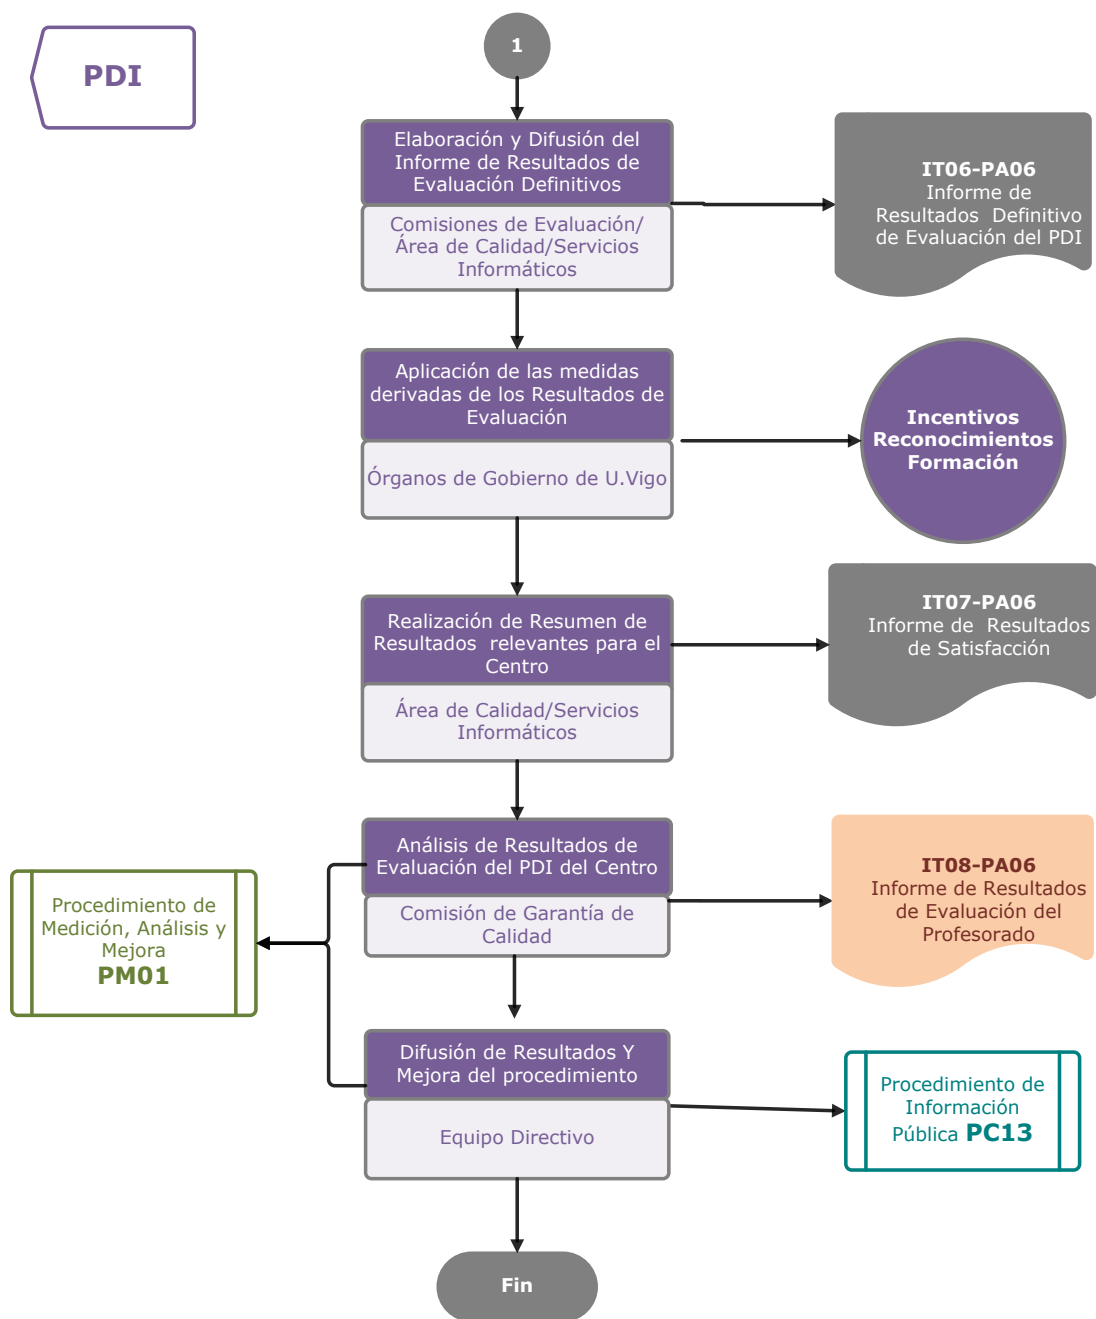 PDI
1
Elaboración y Difusión del
Informe de Resultados de
Evaluación Definitivos
Comisiones de Evaluación/
Área de Calidad/Servicios
Informáticos
IT06-PA06
Informe de
Resultados Definitivo
de Evaluación del PDI
Aplicación de las medidas
derivadas de los Resultados de
Evaluación
Órganos de Gobierno de U.Vigo
Incentivos
Reconocimientos
Formación
Realización de Resumen de
Resultados relevantes para el
Centro
Área de Calidad/Servicios
Informáticos
IT07-PA06
Informe de Resultados
de Satisfacción
Análisis de Resultados de
Evaluación del PDI del Centro
Comisión de Garantía de
Calidad
IT08-PA06
Informe de Resultados
de Evaluación del
Profesorado
Procedimiento de
Medición, Análisis y
Mejora
PM01
Difusión de Resultados Y
Mejora del procedimiento
Equipo Directivo
Procedimiento de
Información
Pública PC13
Fin